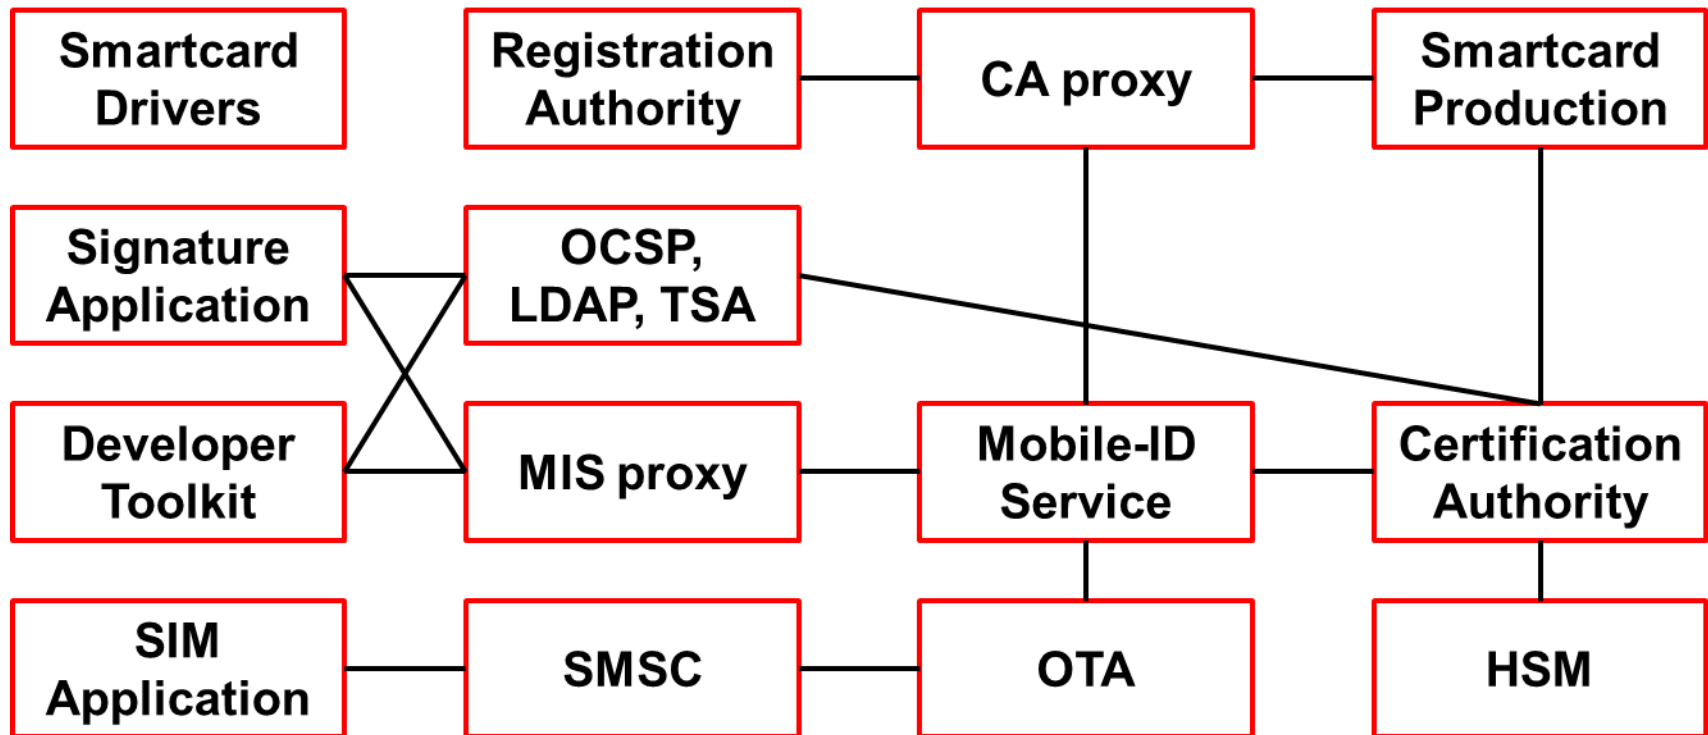 Smartcard
Drivers
Registration
Authority
CA proxy
Smartcard
Production
Signature
Application
OCSP,
LDAP, TSA
Developer
Toolkit
MIS proxy
Mobile-ID
Service
Certification
Authority
SIM
Application
SMSC
OTA
HSM